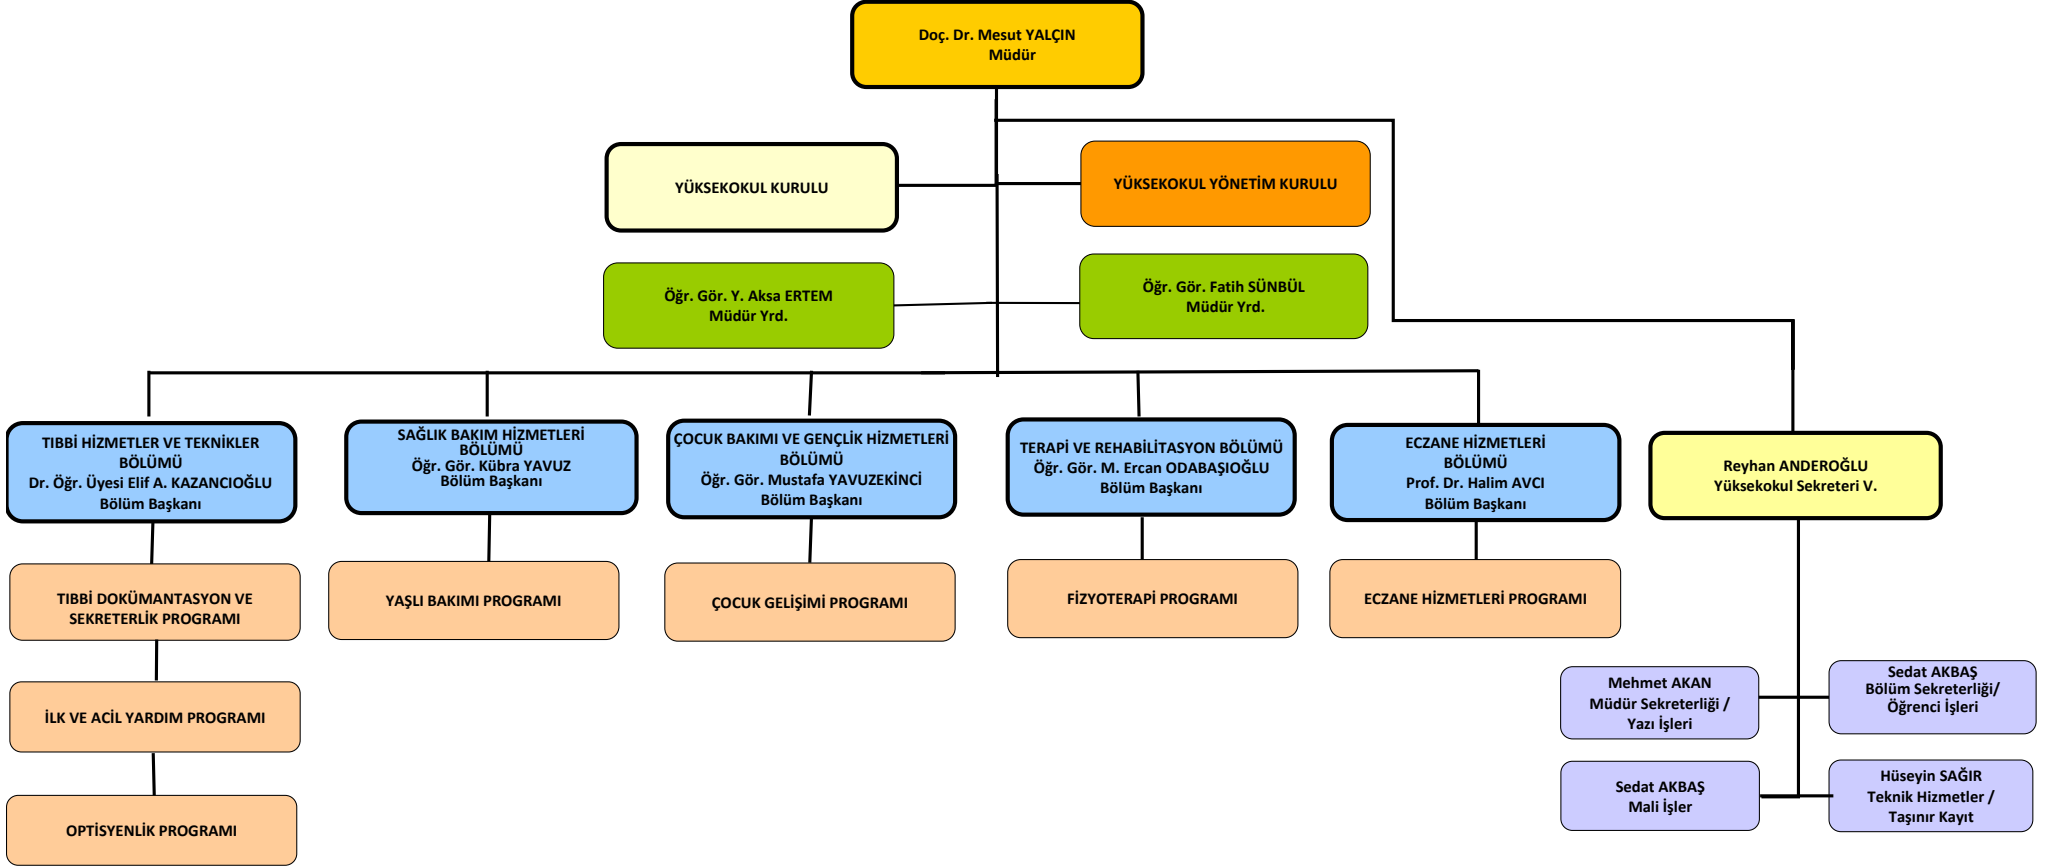 Doç. Dr. Mesut YALÇIN
Müdür
YÜKSEKOKUL KURULU
YÜKSEKOKUL YÖNETİM KURULU
Öğr. Gör. Y. Aksa ERTEM
Müdür Yrd.
Öğr. Gör. Fatih SÜNBÜL
Müdür Yrd.
TIBBİ HİZMETLER VE TEKNİKLER
BÖLÜMÜ
Dr. Öğr. Üyesi Elif A. KAZANCIOĞLU
Bölüm Başkanı
SAĞLIK BAKIM HİZMETLERİ
BÖLÜMÜ
Öğr. Gör. Kübra YAVUZ
Bölüm Başkanı
ÇOCUK BAKIMI VE GENÇLİK HİZMETLERİ
BÖLÜMÜ
Öğr. Gör. Mustafa YAVUZEKİNCİ
Bölüm Başkanı
TERAPİ VE REHABİLİTASYON BÖLÜMÜ
Öğr. Gör. M. Ercan ODABAŞIOĞLU
Bölüm Başkanı
ECZANE HİZMETLERİ
BÖLÜMÜ
Prof. Dr. Halim AVCI
Bölüm Başkanı
Reyhan ANDEROĞLU
Yüksekokul Sekreteri V.
TIBBİ DOKÜMANTASYON VE
SEKRETERLİK PROGRAMI
YAŞLI BAKIMI PROGRAMI
ÇOCUK GELİŞİMİ PROGRAMI
FİZYOTERAPİ PROGRAMI
ECZANE HİZMETLERİ PROGRAMI
İLK VE ACİL YARDIM PROGRAMI
OPTİSYENLİK PROGRAMI
Mehmet AKAN
Müdür Sekreterliği /
Yazı İşleri
Sedat AKBAŞ
Bölüm Sekreterliği/
Öğrenci İşleri
Sedat AKBAŞ
Mali İşler
Hüseyin SAĞIR
Teknik Hizmetler /
Taşınır Kayıt